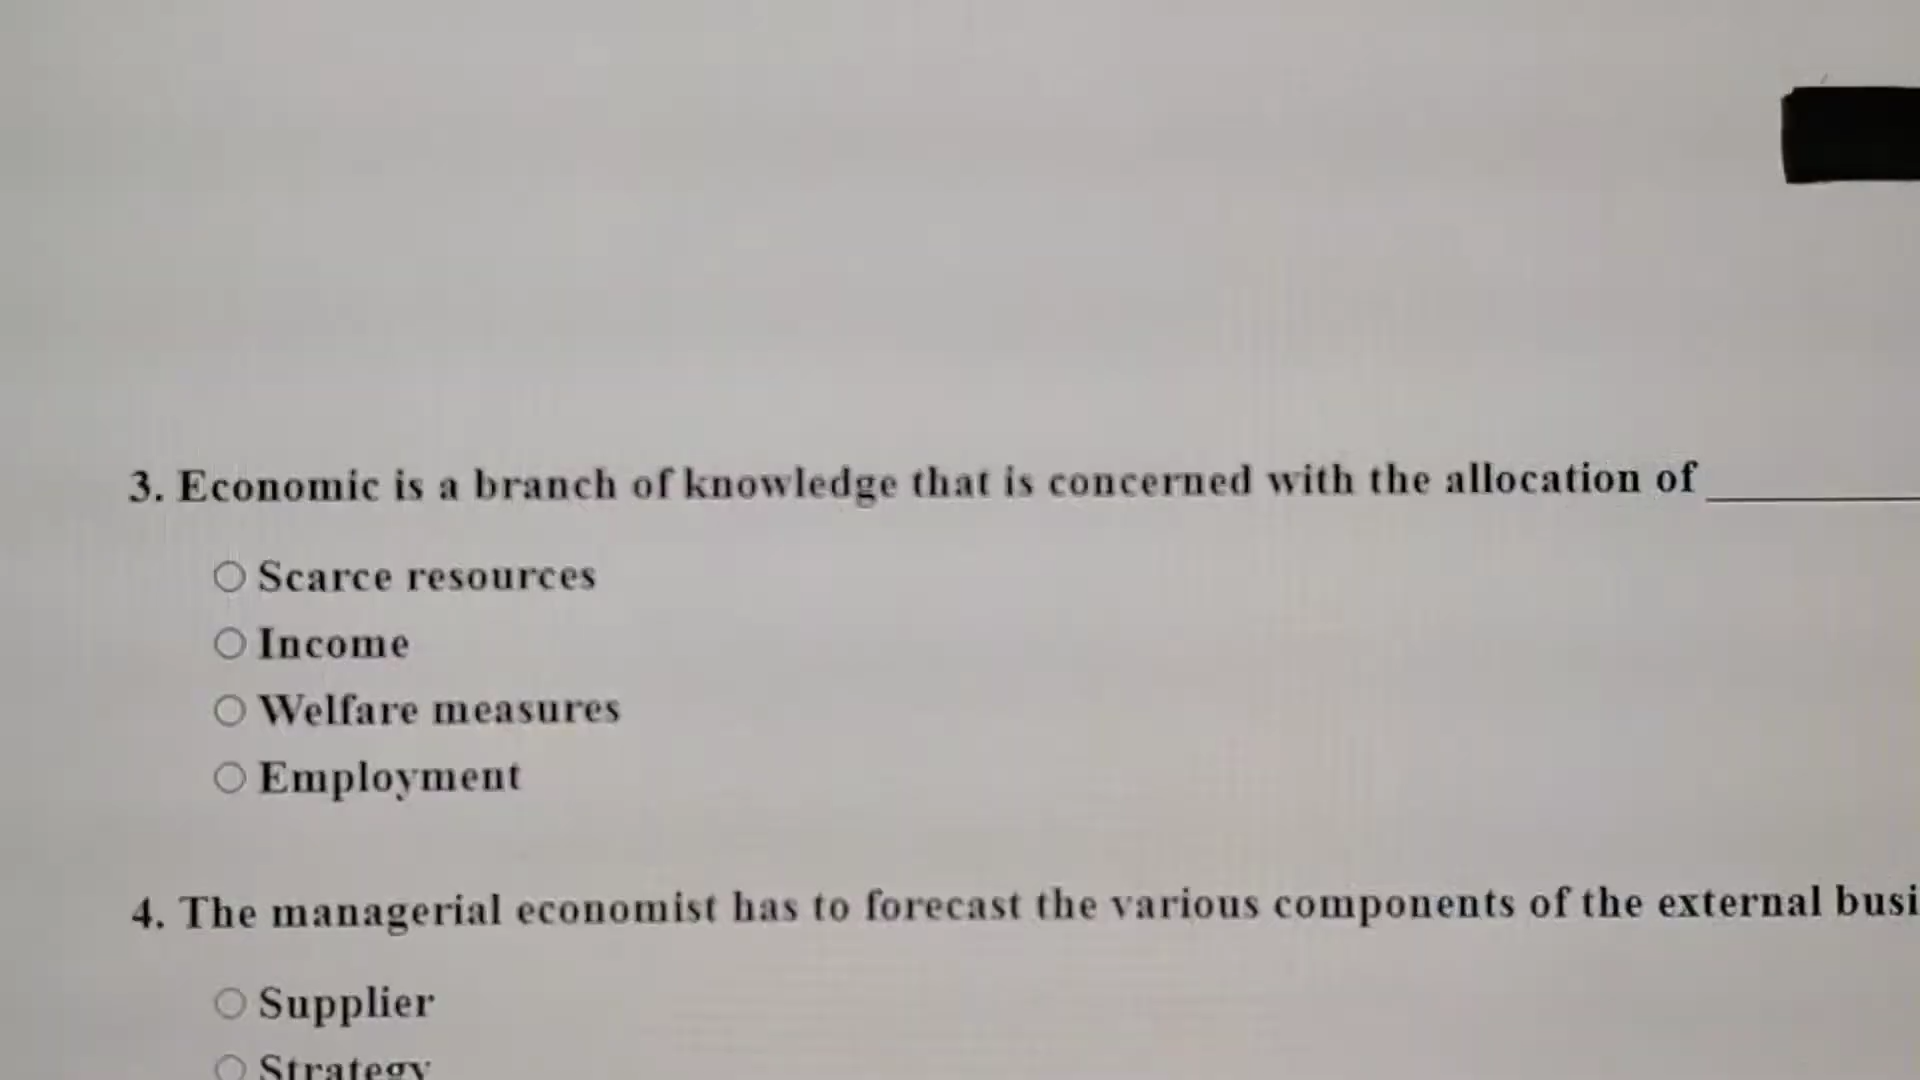 3. Economic is a branch of knowledge that is concerned with the allocation of __________
Scarce resources
Income
Welfare measures
Employment
4. The managerial economist has to forecast the various components of the external busi
Supplier
Strategy